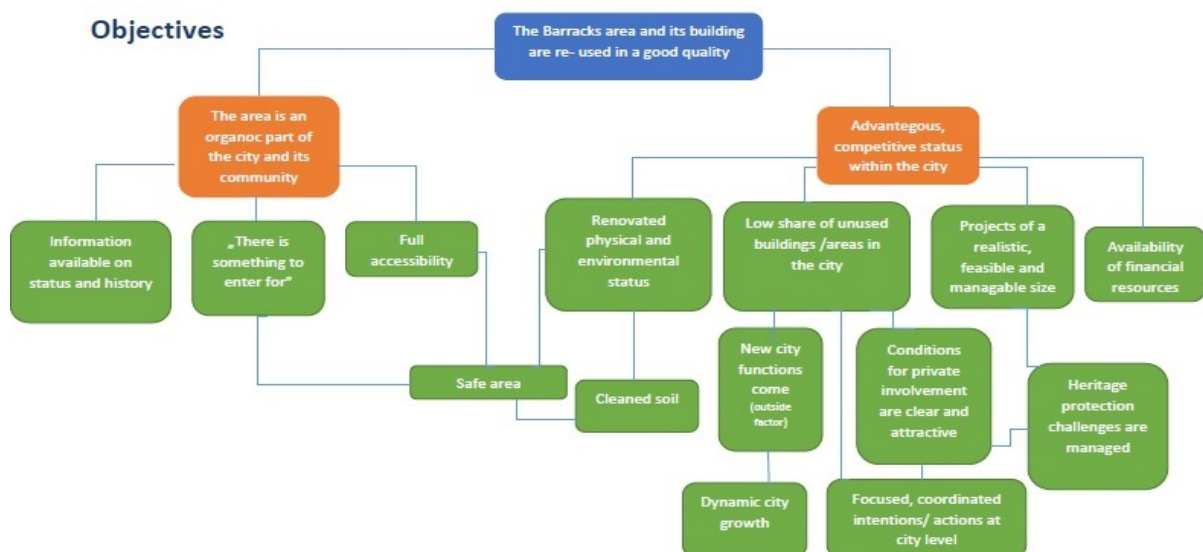 Objectives
The Barracks area and its building
are re- used in a good quality
The area is an
organoc part of
the city and its
community
Advantegous,
competitive status
within the city
Information
available on
status and history
„There is
something to
enter for”
Full
accessibility
Renovated
physical and
environmental
status
Low share of unused
buildings /areas in
the city
Projects of a
realistic,
feasible and
managable size
Availability
of financial
resources
Safe area
Cleaned soil
New city
functions
come
(outside
factor)
Conditions
for private
involvement
are clear and
attractive
Heritage
protection
challenges are
managed
Dynamic city
growth
Focused, coordinated
intentions/ actions at
city level